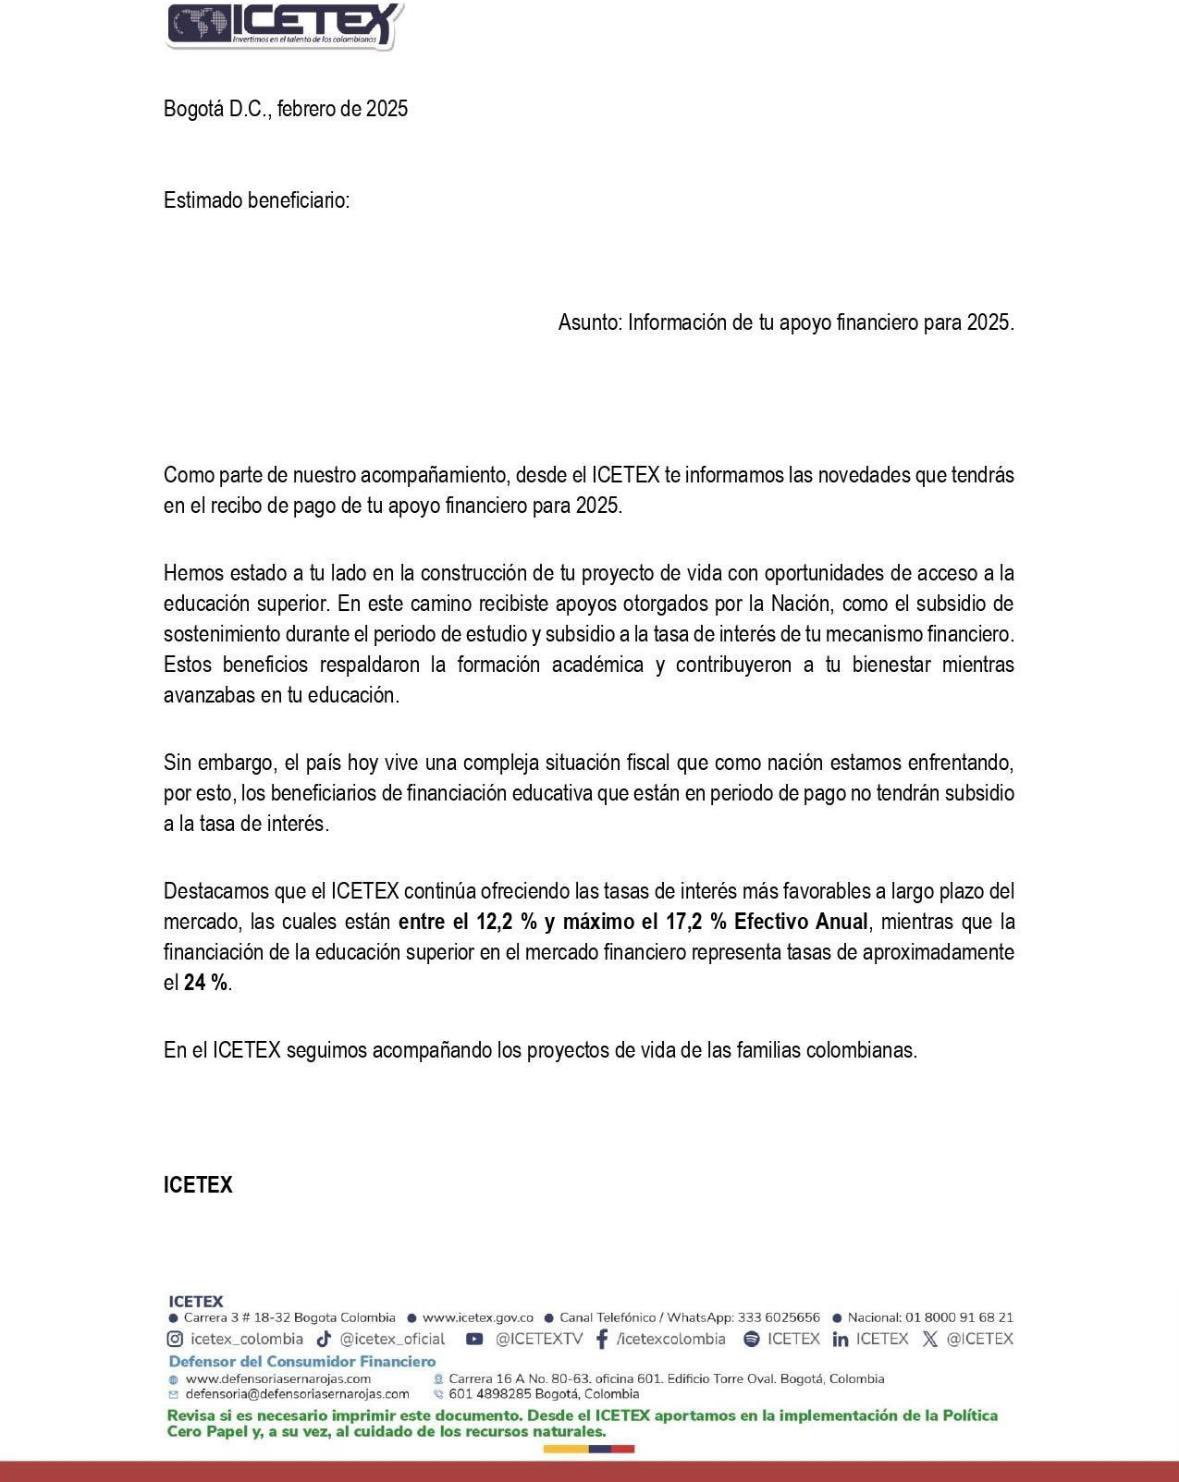 ICETEX
Invertimos en el talento de los colombianos
Bogotá D.C., febrero de 2025
Estimado beneficiario:
Asunto: Información de tu apoyo financiero para 2025.
Como parte de nuestro acompañamiento, desde el ICETEX te informamos las novedades que tendrás
en el recibo de pago de tu apoyo financiero para 2025.
Hemos estado a tu lado en la construcción de tu proyecto de vida con oportunidades de acceso a la
educación superior. En este camino recibiste apoyos otorgados por la Nación, como el subsidio de
sostenimiento durante el periodo de estudio y subsidio a la tasa de interés de tu mecanismo financiero.
Estos beneficios respaldaron la formación académica y contribuyeron a tu bienestar mientras
avanzabas en tu educación.
Sin embargo, el país hoy vive una compleja situación fiscal que como nación estamos enfrentando,
por esto, los beneficiarios de financiación educativa que están en periodo de pago no tendrán subsidio
a la tasa de interés.
Destacamos que el ICETEX continúa ofreciendo las tasas de interés más favorables a largo plazo del
mercado, las cuales están entre el 12,2 % y máximo el 17,2 % Efectivo Anual, mientras que la
financiación de la educación superior en el mercado financiero representa tasas de aproximadamente
el 24 %.
En el ICETEX seguimos acompañando los proyectos de vida de las familias colombianas.
ICETEX
ICETEX
Carrera 3 # 18-32 Bogota Colombia www.icetex.gov.co Canal Telefónico / WhatsApp: 333 6025656 Nacional: 01 8000 91 68 21
icetex_colombia @icetex_oficial @ICETEXTV /icetexcolombia ICETEX ICETEX @ICETEX
Defensor del Consumidor Financiero
www.defensoriasernarojas.com Carrera 16 A No. 80-63. oficina 601. Edificio Torre Oval. Bogotá, Colombia
defensoria@defensoriasernarojas.com 601 4898285 Bogotá, Colombia
Revisa si es necesario imprimir este documento. Desde el ICETEX aportamos en la implementación de la Política
Cero Papel y, a su vez, al cuidado de los recursos naturales.